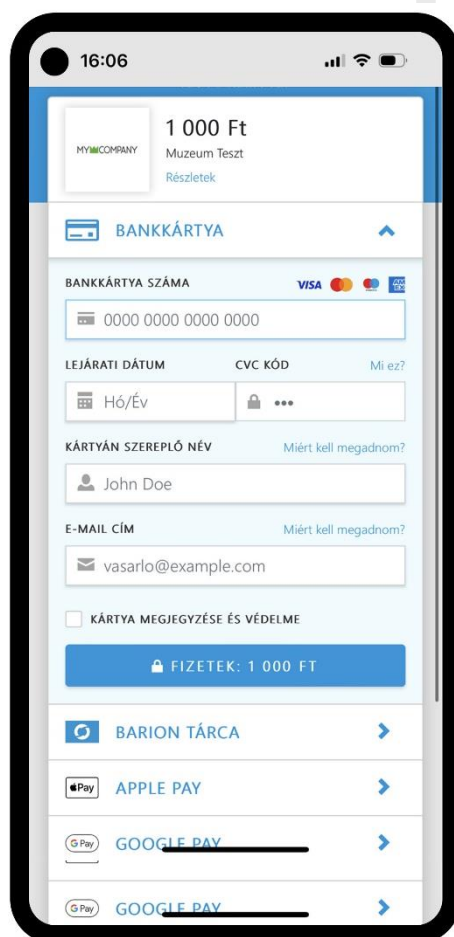 16:06
1 000 Ft
MYCOMPANY
Muzeum Teszt
Részletek
BANKKÁRTYA
BANKKÁRTYA SZÁMA VISA AM EX
0000 0000 0000 0000
LEJÁRATI DÁTUM CVC KÓD Mi ez?
Hó/Év •••
KÁRTYÁN SZEREPLŐ NÉV Miért kell megadnom?
John Doe
E-MAIL CÍM Miért kell megadnom?
vasarlo@example.com
KÁRTYA MEGJEGYZÉSE ÉS VÉDELME
FIZETEK: 1 000 FT
BARION TÁRCA
Pay APPLE PAY
G Pay GOOGLE PAY
G Pay GOOGLE PAY